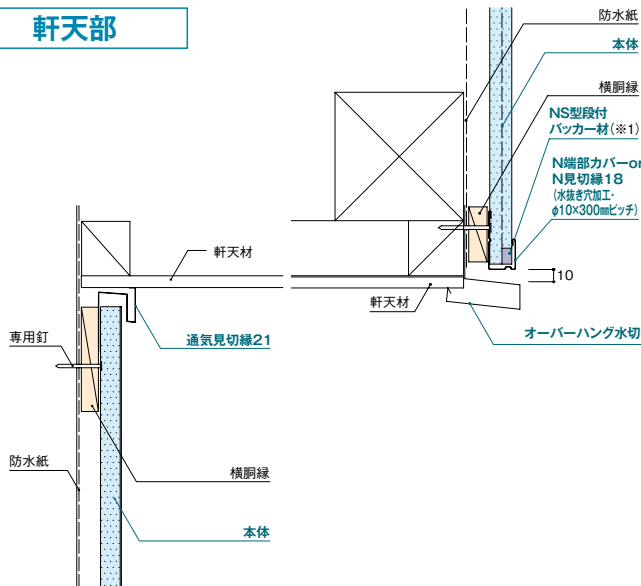 軒天部
防水紙
本体
横胴縁
NS型段付
バッカー材(※1)
N端部カバーor
N見切縁18
(水抜き穴加工・
φ10×300mmピッチ)
10
軒天材
軒天材
オーバーハング水切
通気見切縁21
専用釘
防水紙
横胴縁
本体